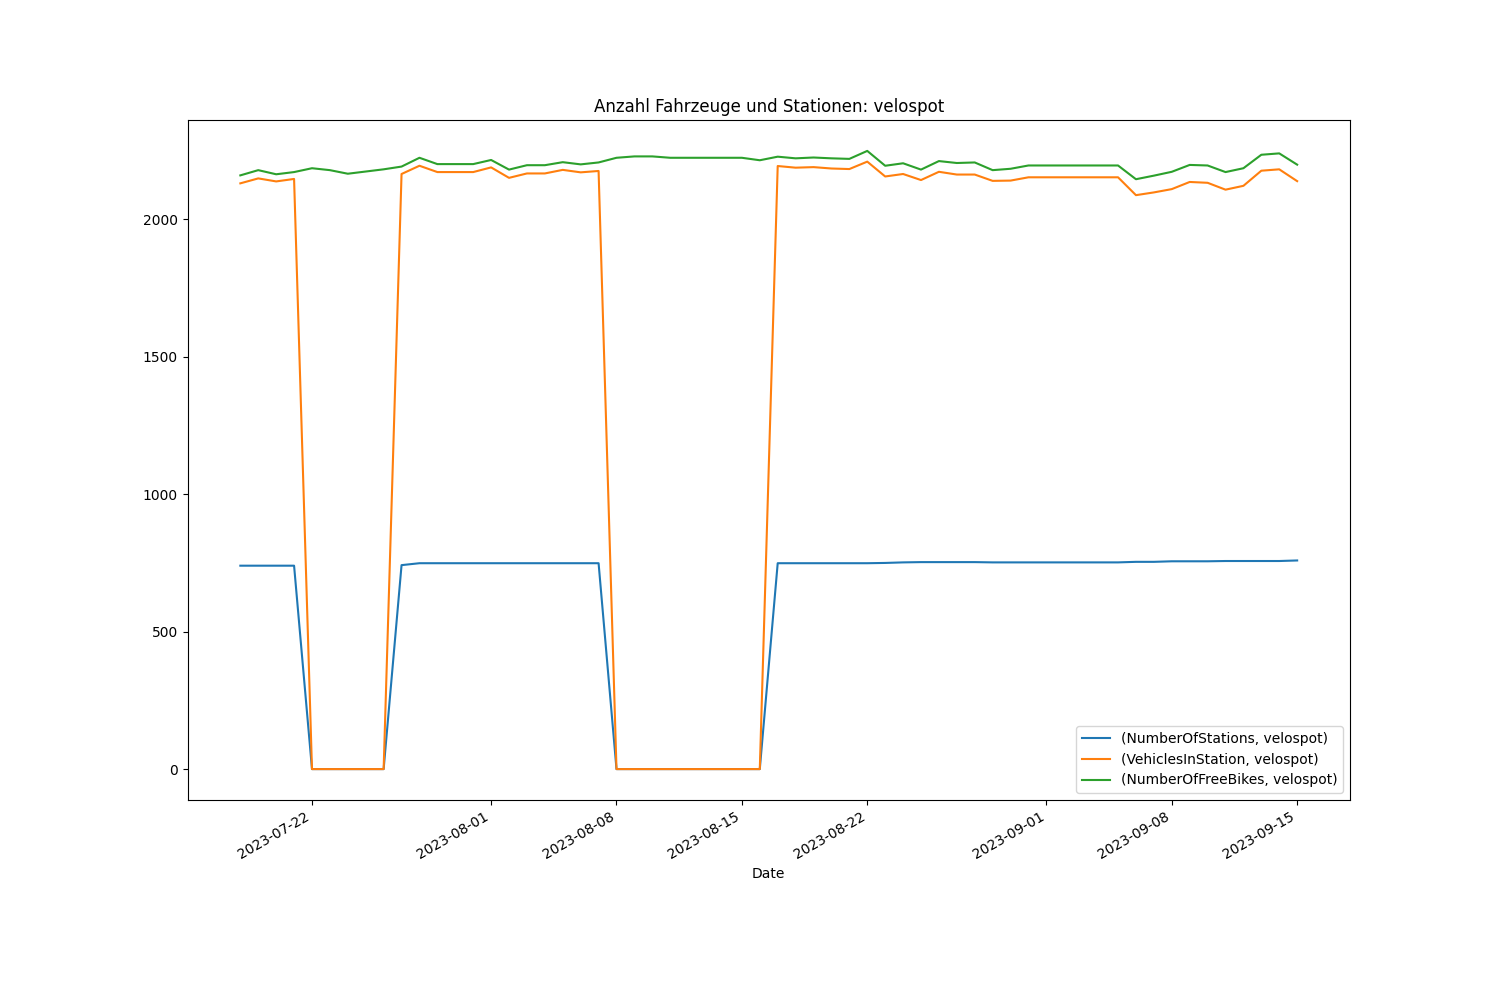 Anzahl Fahrzeuge und Stationen: velospot
2000
1500
1000
500
0
(NumberOfStations, velospot)
(VehiclesInStation, velospot)
(NumberOfFreeBikes, velospot)
2023-07-22
2023-08-01
2023-08-08
2023-08-15
2023-08-22
2023-09-01
2023-09-08
2023-09-15
Date